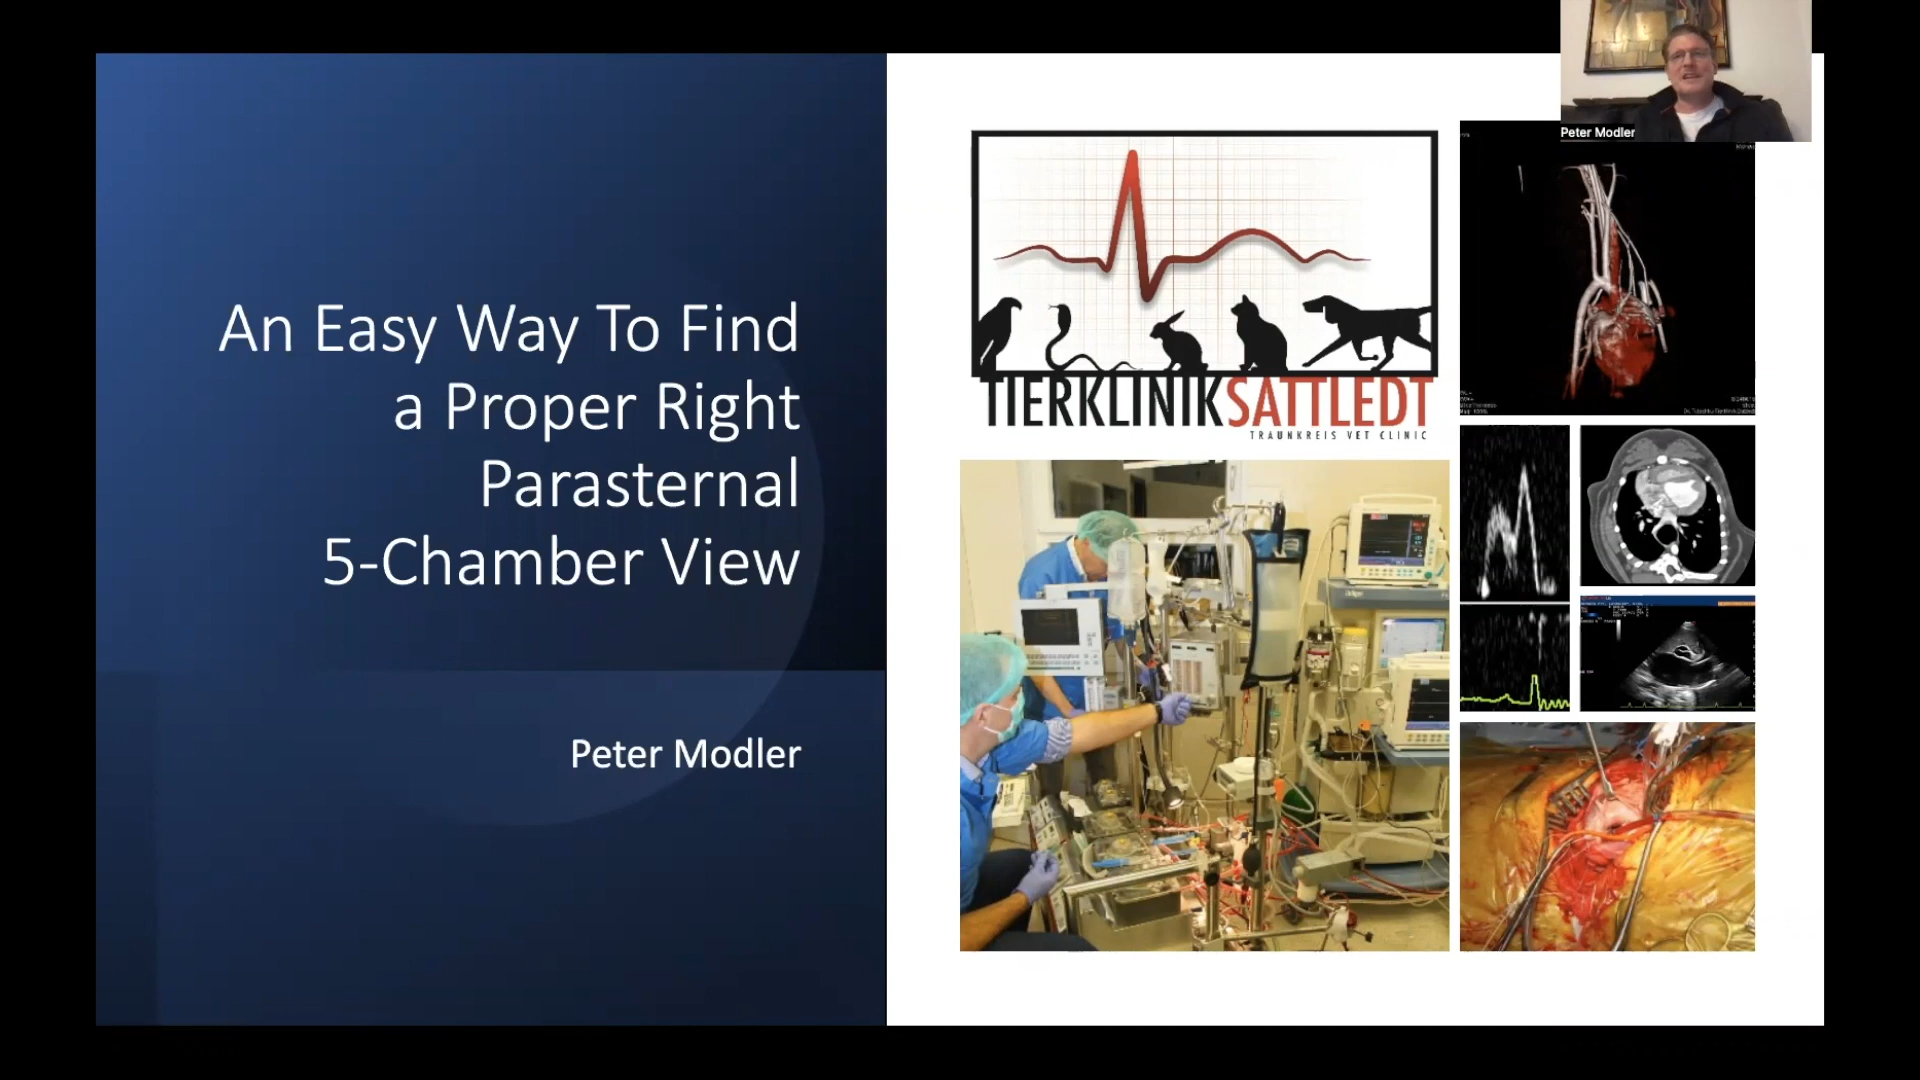 An Easy Way To Find
a Proper Right
Parasternal
5-Chamber View
Peter Modler
TIERKLINIKSATTLEDT
TRAUNKREIS VET CLINIC
Peter Modler